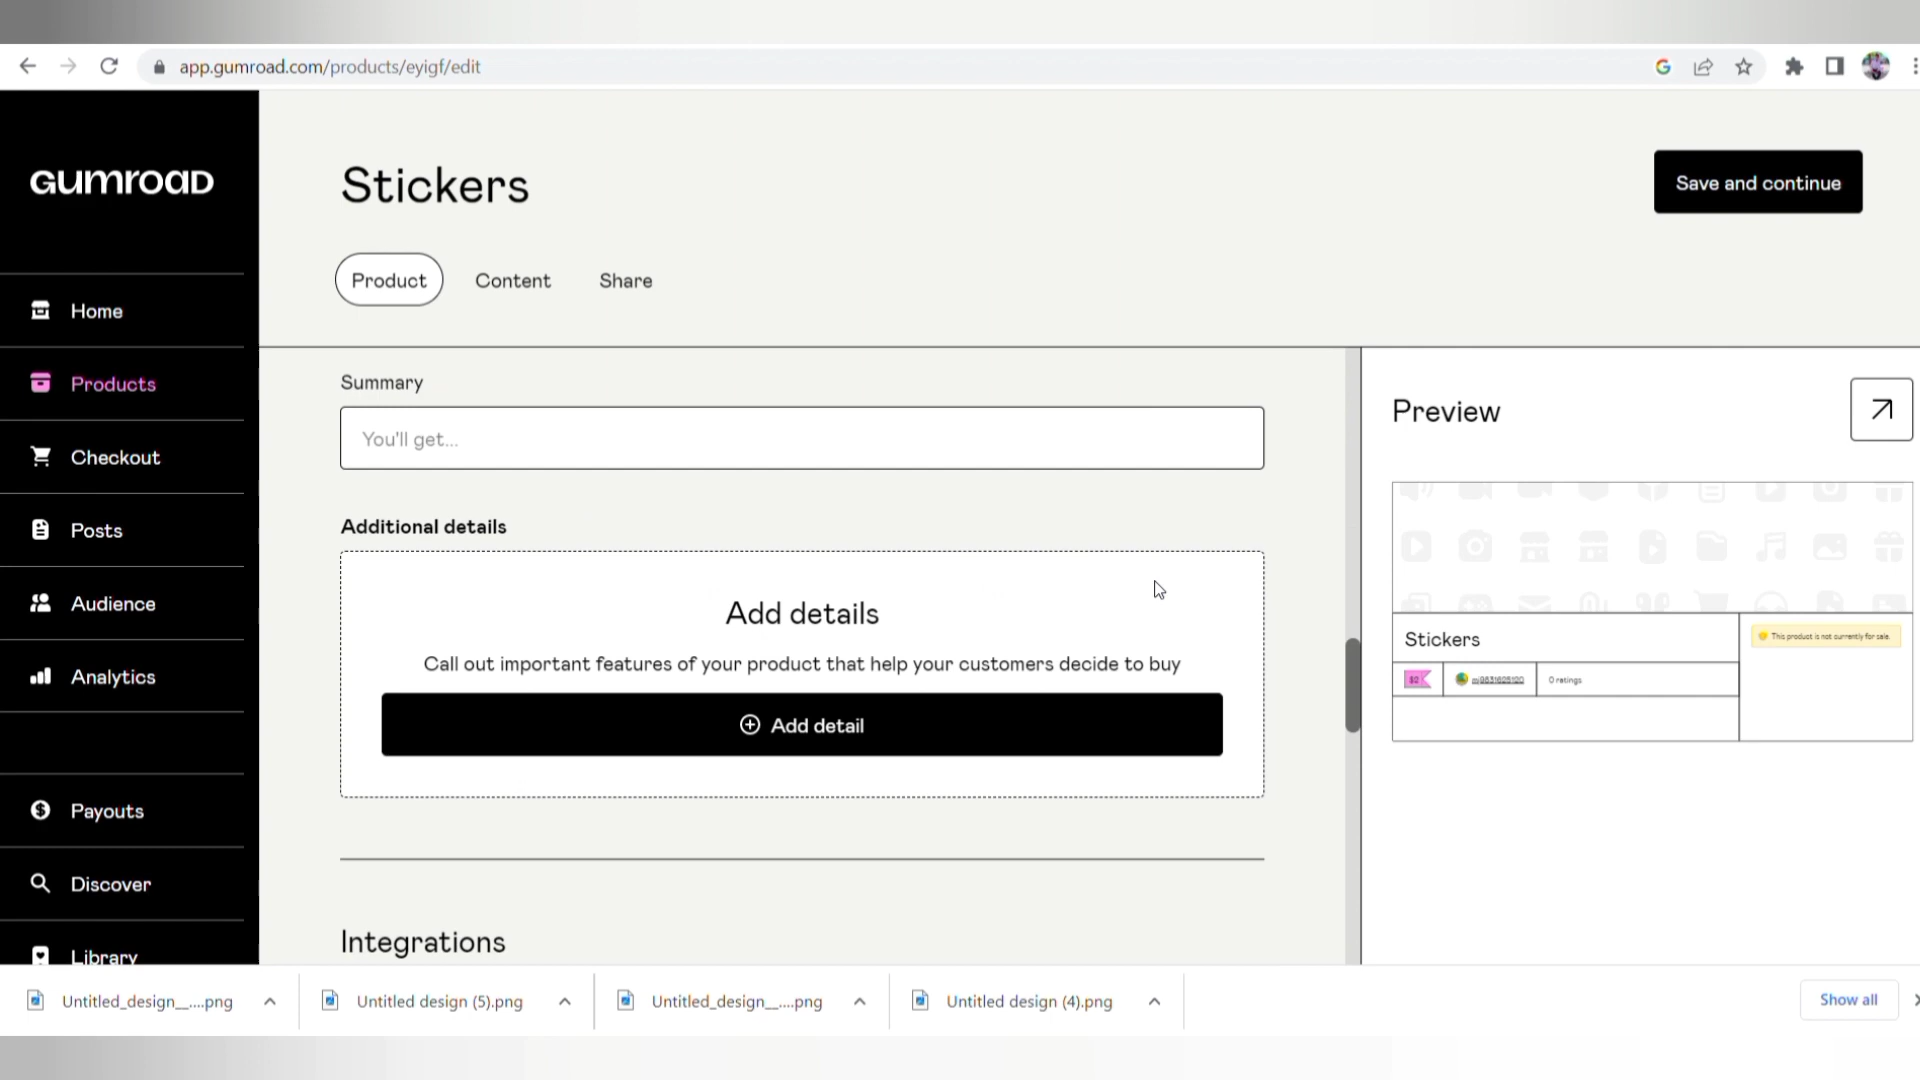 app.gumroad.com/products/eyigf/edit
GUMROAD
Stickers
Save and continue
Product
Content
Share
Home
Products
Checkout
Posts
Audience
Analytics
Payouts
Discover
Library
Summary
You'll get...
Additional details
Add details
Call out important features of your product that help your customers decide to buy
Add detail
Integrations
Preview
Stickers
This product is not currently for sale.
$2
0 ratings
Untitled_design__....png
Untitled design (5).png
Untitled_design__....png
Untitled design (4).png
Show all